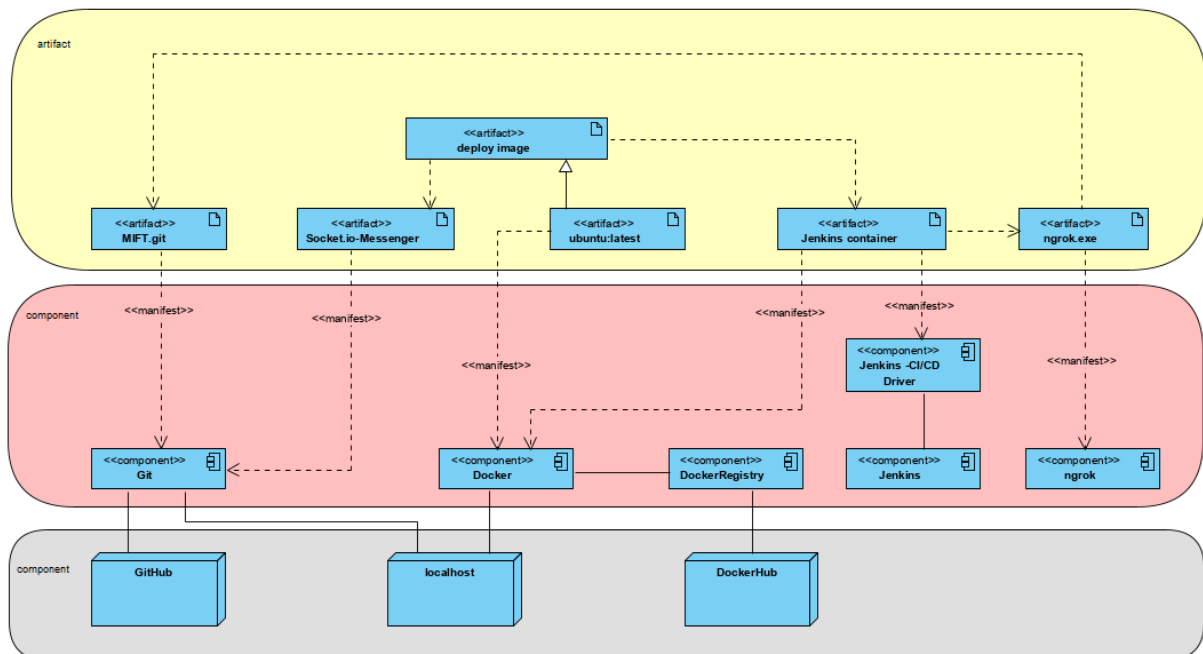 artifact
<<artifact>>
deploy image
<<artifact>>
MIFT.git
<<artifact>>
Socket.io-Messenger
<<artifact>>
ubuntu:latest
<<artifact>>
Jenkins container
<<artifact>>
ngrok.exe
component
<<manifest>>
<<manifest>>
<<manifest>>
<<manifest>>
<<manifest>>
<<component>>
Jenkins -CI/CD
Driver
<<component>>
Git
<<component>>
Docker
<<component>>
DockerRegistry
<<component>>
Jenkins
<<component>>
ngrok
component
GitHub
localhost
DockerHub